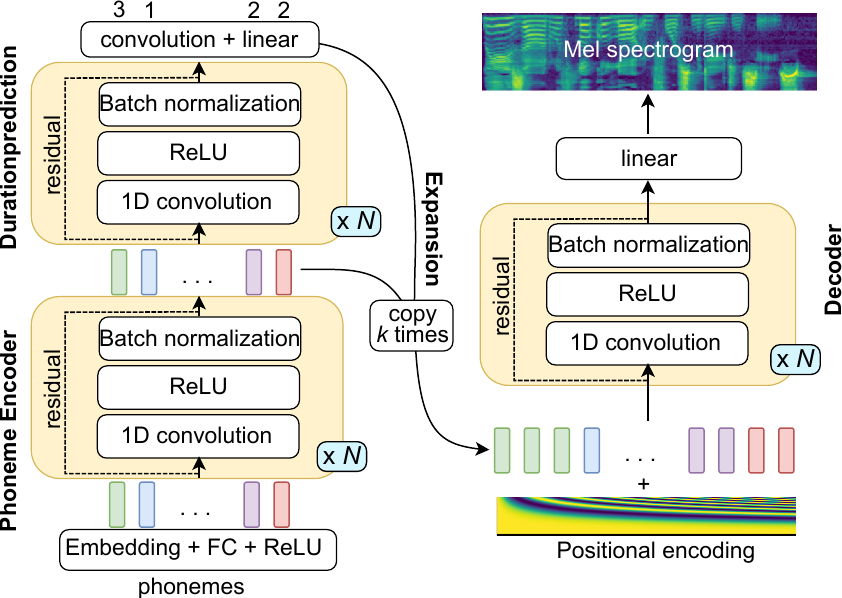 3 1 2 2
convolution + linear
Durationprediction
residual
Batch normalization
ReLU
1D convolution
x N
. . .
Phoneme Encoder
residual
Batch normalization
ReLU
1D convolution
x N
. . .
Embedding + FC + ReLU
phonemes
Expansion
copy
k times
Mel spectrogram
linear
Decoder
residual
Batch normalization
ReLU
1D convolution
x N
. . .
+
Positional encoding